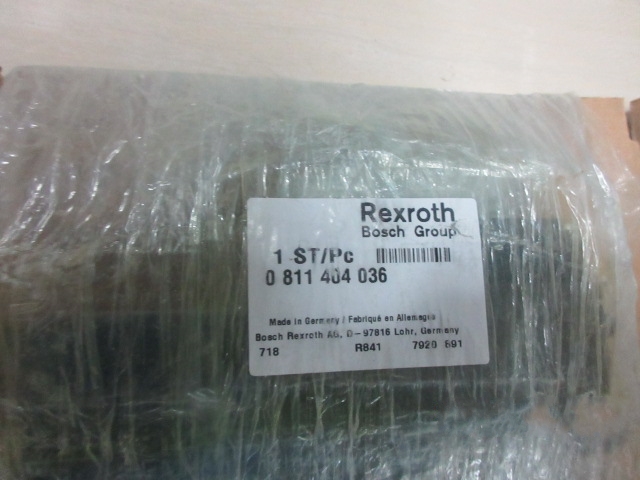 Rexroth
Bosch Group
1 ST/Pc
0 811 404 036
Made in Germany / Fabriqué en Allemagne
Bosch Rexroth AG, D-97816 Lohr, Germany
718 R841 7920 891